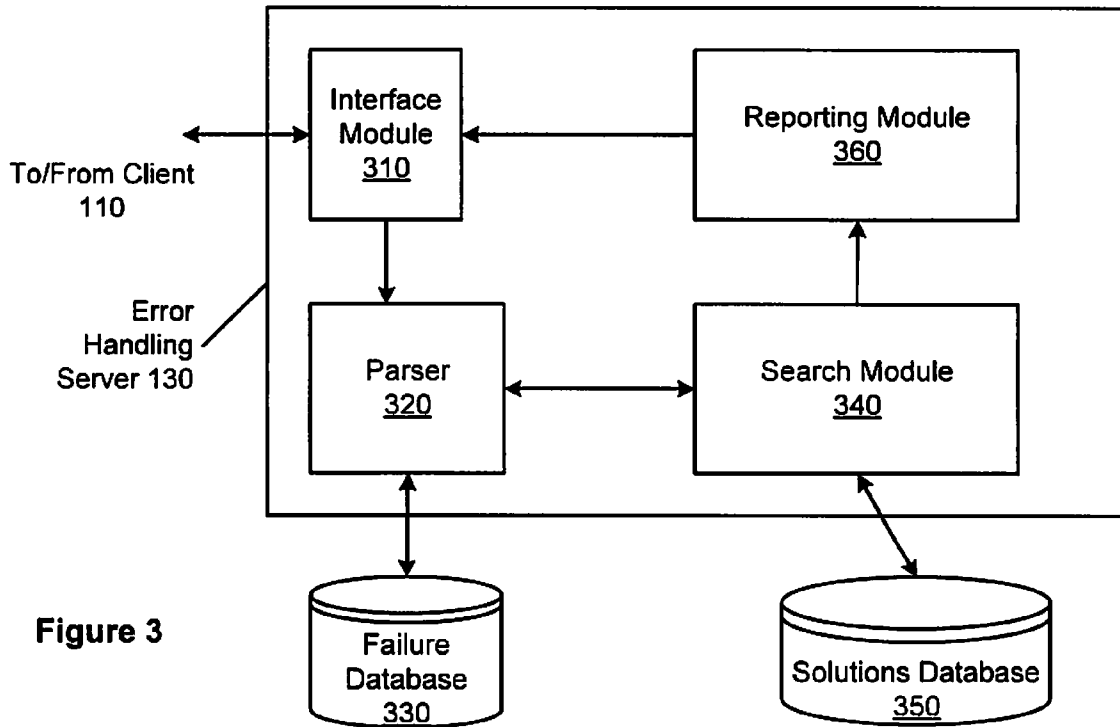 Interface
Module
310
Reporting Module
360
To/From Client
110
Error
Handling
Server 130
Parser
320
Search Module
340
Figure 3
Failure
Database
330
Solutions Database
350